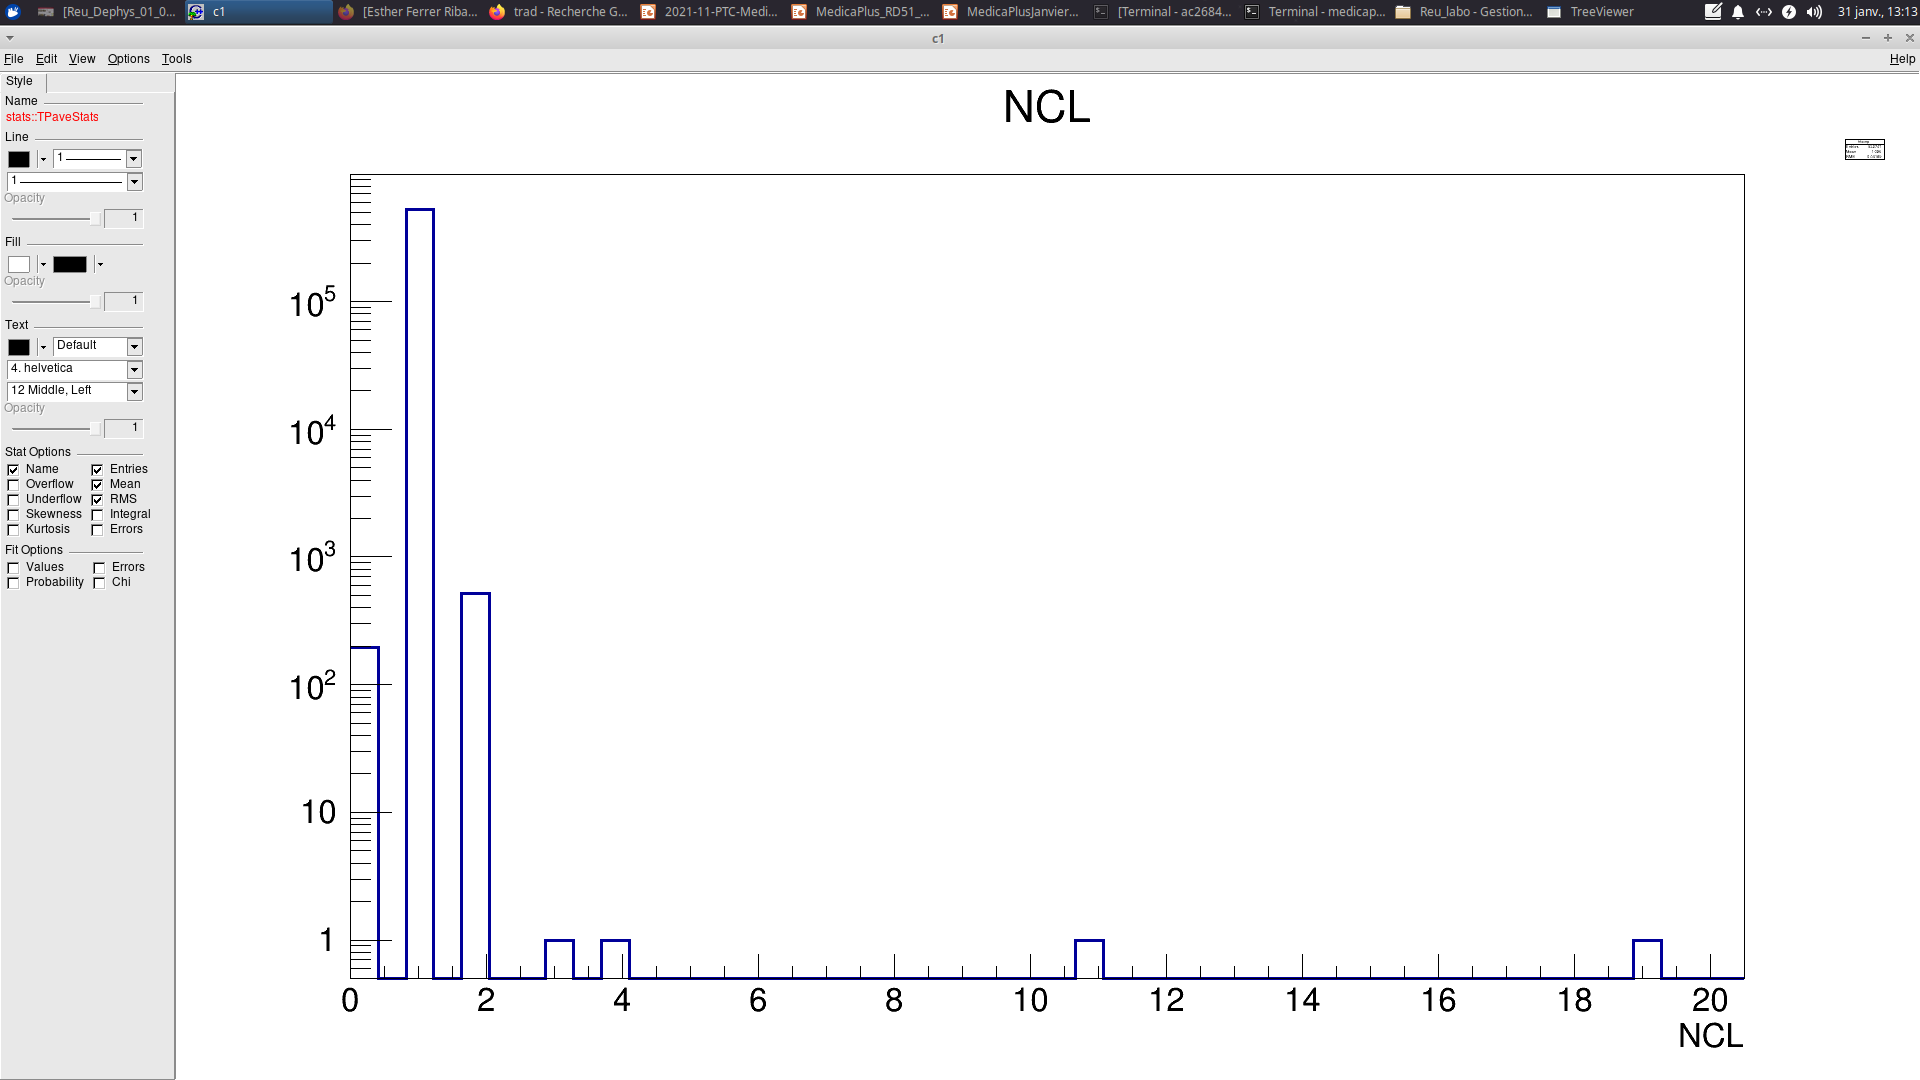 [Reu_Dephys_01_0... c1 [Esther Ferrer Riba... trad - Recherche G... 2021-11-PTC-Medi... MedicaPlus_RD51_... MedicaPlusJanvier... [Terminal - ac2684... Terminal - medicap... Reu_labo - Gestion... TreeViewer 31 janv., 13:13
c1
File Edit View Options Tools Help
Style
Name
stats::TPaveStats
Line
1
1
Opacity
1
Fill
Opacity
1
Text
Default
4. helvetica
12 Middle, Left
Opacity
1
Stat Options
Name Entries
Overflow Mean
Underflow RMS
Skewness Integral
Kurtosis Errors
Fit Options
Values Errors
Probability Chi
NCL
10^5
10^4
10^3
10^2
10
1
0 2 4 6 8 10 12 14 16 18 20
NCL